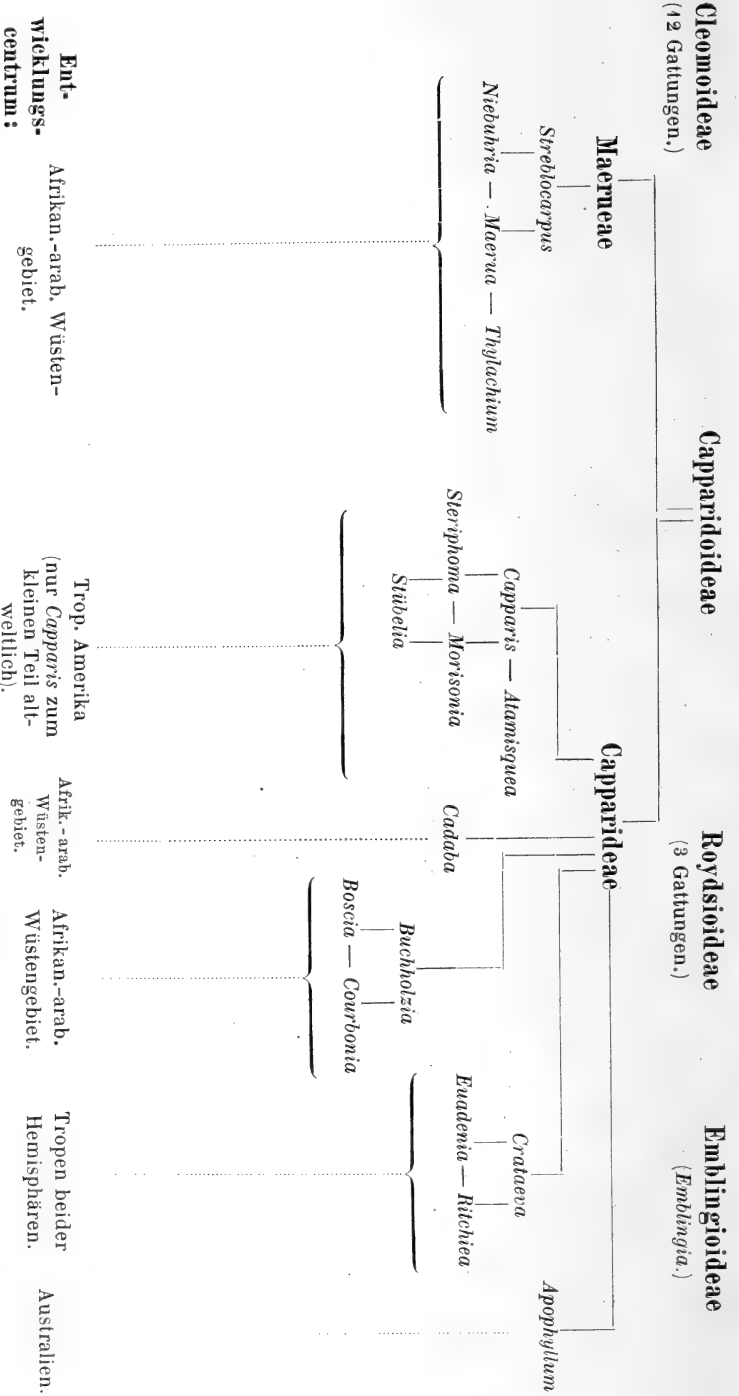 Cleomoideae
(12 Gattungen.)
Capparidoideae
Roydsioideae
(3 Gattungen.)
Emblingioideae
(Emblingia.)
Maerueae
Capparideae
Streblocarpus
Niebuhria — Maerua — Thylachium
Capparis — Atamisquea
Steriphoma — Morisonia
Stübelia
Cadaba
Buchholzia
Boscia — Courbonia
Crataeva
Euadenia — Ritchiea
Apophyllum
Ent-
wicklungs-
centrum:
Afrikan.-arab. Wüsten-
gebiet.
Trop. Amerika
(nur Capparis zum
kleinen Teil alt-
weltlich).
Afrik.-arab.
Wüsten-
gebiet.
Afrikan.-arab.
Wüstengebiet.
Tropen beider
Hemisphären.
Australien.